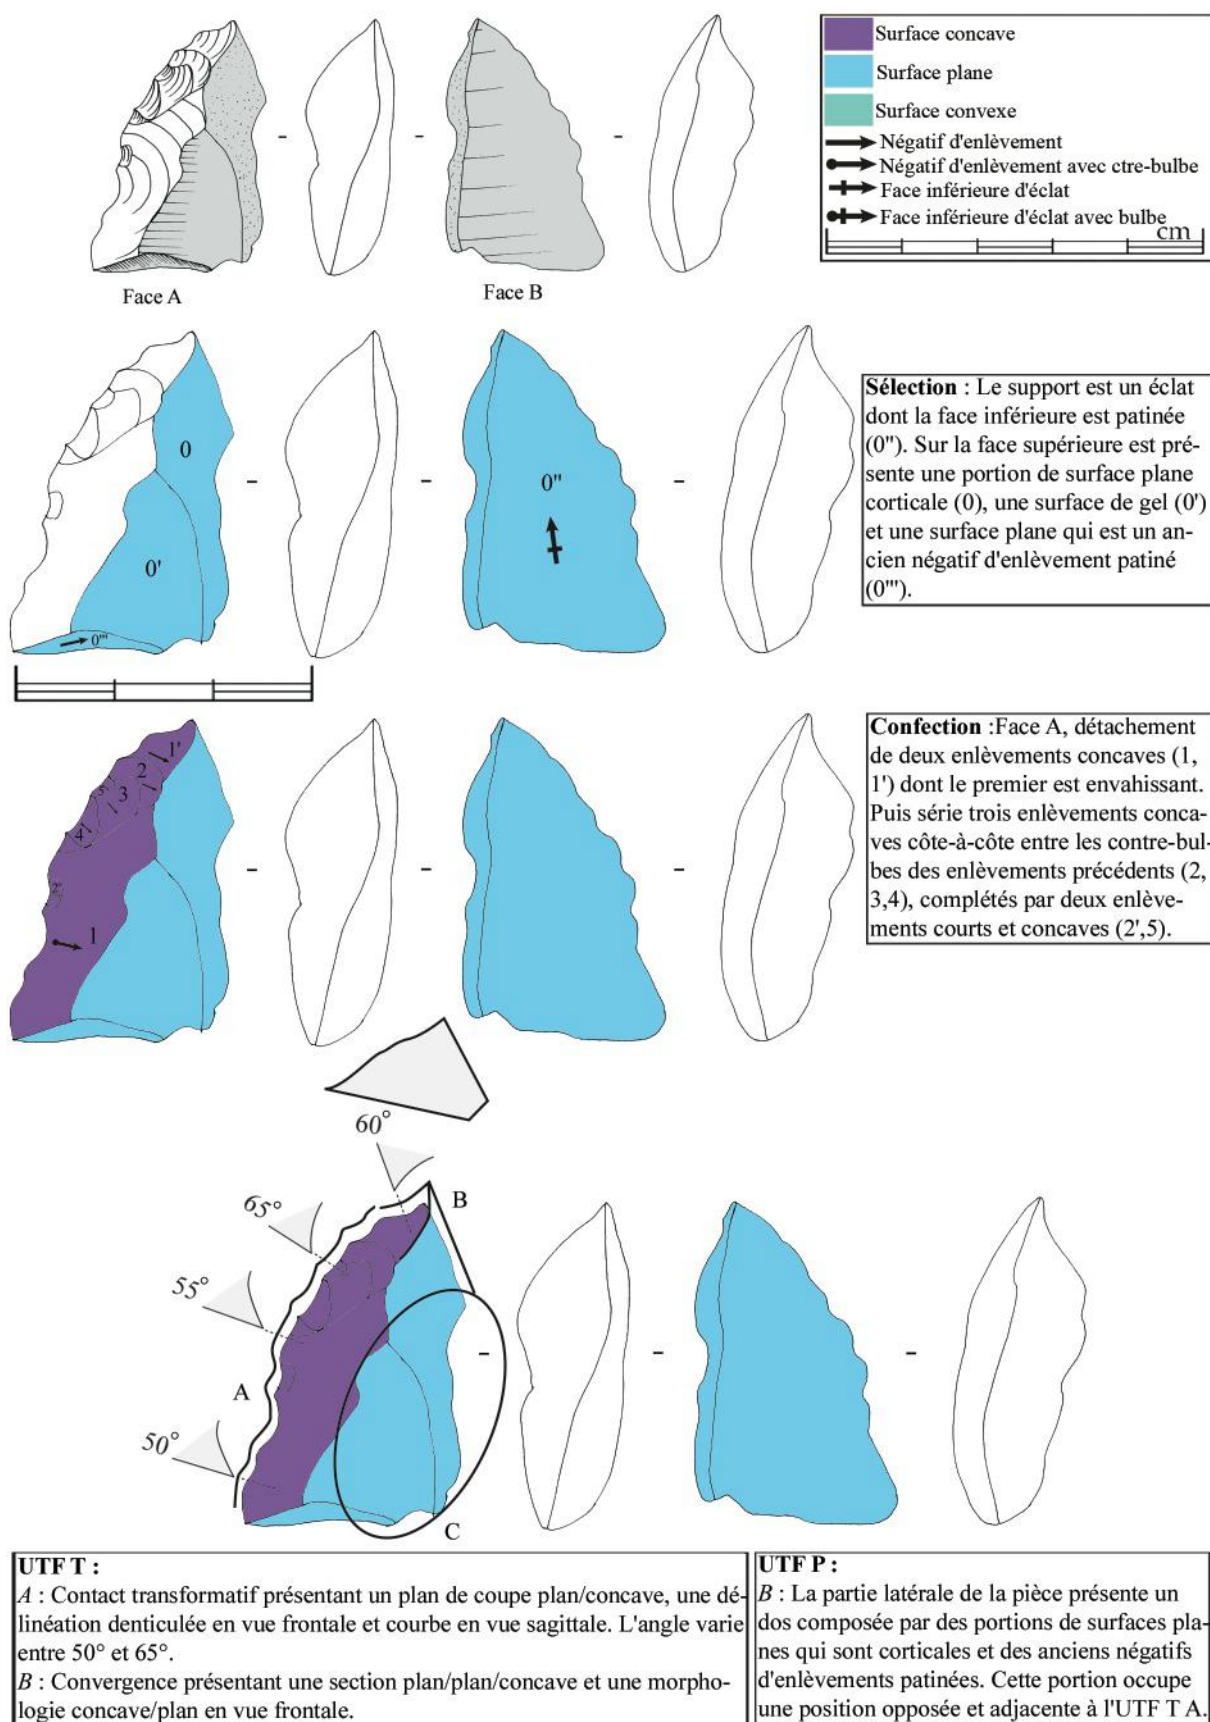 Surface concave
Surface plane
Surface convexe
Négatif d'enlèvement
Négatif d'enlèvement avec ctre-bulbe
Face inférieure d'éclat
Face inférieure d'éclat avec bulbe
cm
Face A
Face B
0
0'
0'''
0''
Sélection : Le support est un éclat
dont la face inférieure est patinée
(0''). Sur la face supérieure est pré-
sente une portion de surface plane
corticale (0), une surface de gel (0')
et une surface plane qui est un an-
cien négatif d'enlèvement patiné
(0''').
1'
2
3
5
4
2'
1
Confection :Face A, détachement
de deux enlèvements concaves (1,
1') dont le premier est envahissant.
Puis série trois enlèvements conca-
ves côte-à-côte entre les contre-bul-
bes des enlèvements précédents (2,
3,4), complétés par deux enlève-
ments courts et concaves (2',5).
60°
65°
55°
50°
A
B
C
UTF T :
A : Contact transformatif présentant un plan de coupe plan/concave, une dé-
linéation denticulée en vue frontale et courbe en vue sagittale. L'angle varie
entre 50° et 65°.
B : Convergence présentant une section plan/plan/concave et une morpho-
logie concave/plan en vue frontale.
UTF P :
B : La partie latérale de la pièce présente un
dos composée par des portions de surfaces pla-
nes qui sont corticales et des anciens négatifs
d'enlèvements patinées. Cette portion occupe
une position opposée et adjacente à l'UTF T A.